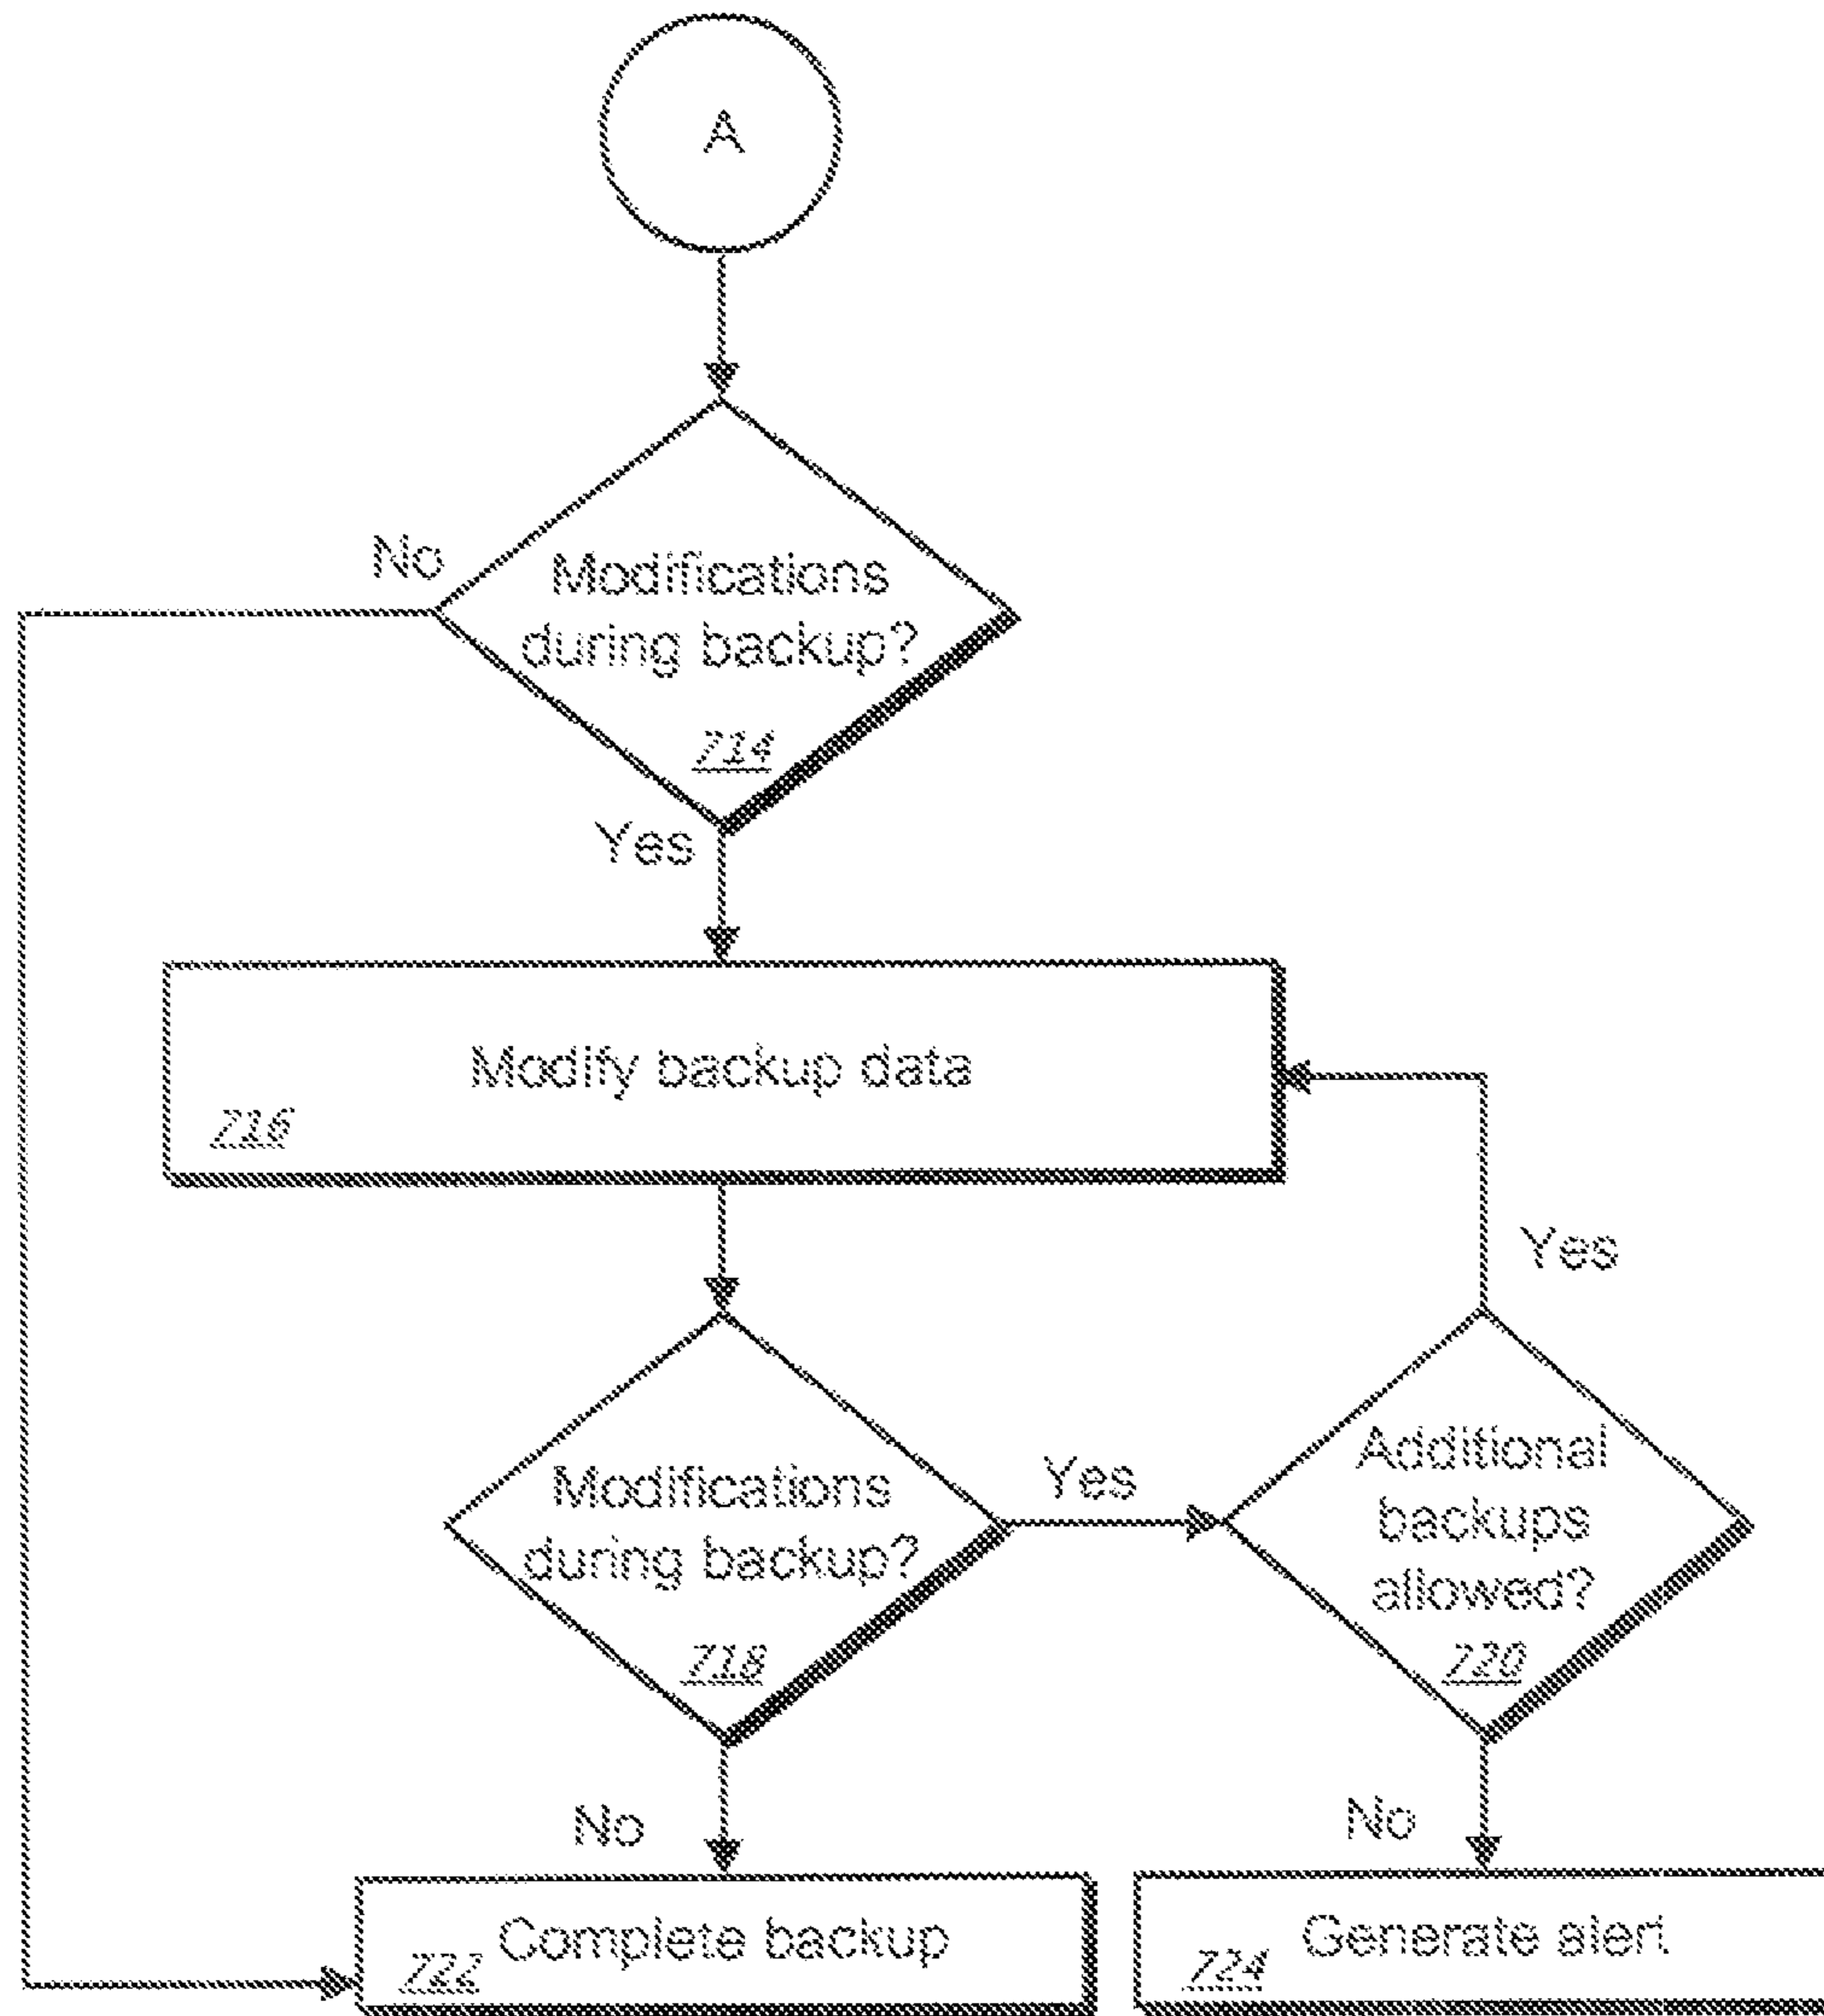 A
No
Modifications
during backup?
714
Yes
Modify backup data
716
Yes
Modifications
during backup?
718
Yes
Additional
backups
allowed?
720
No
No
Complete backup
722
Generate alert
724